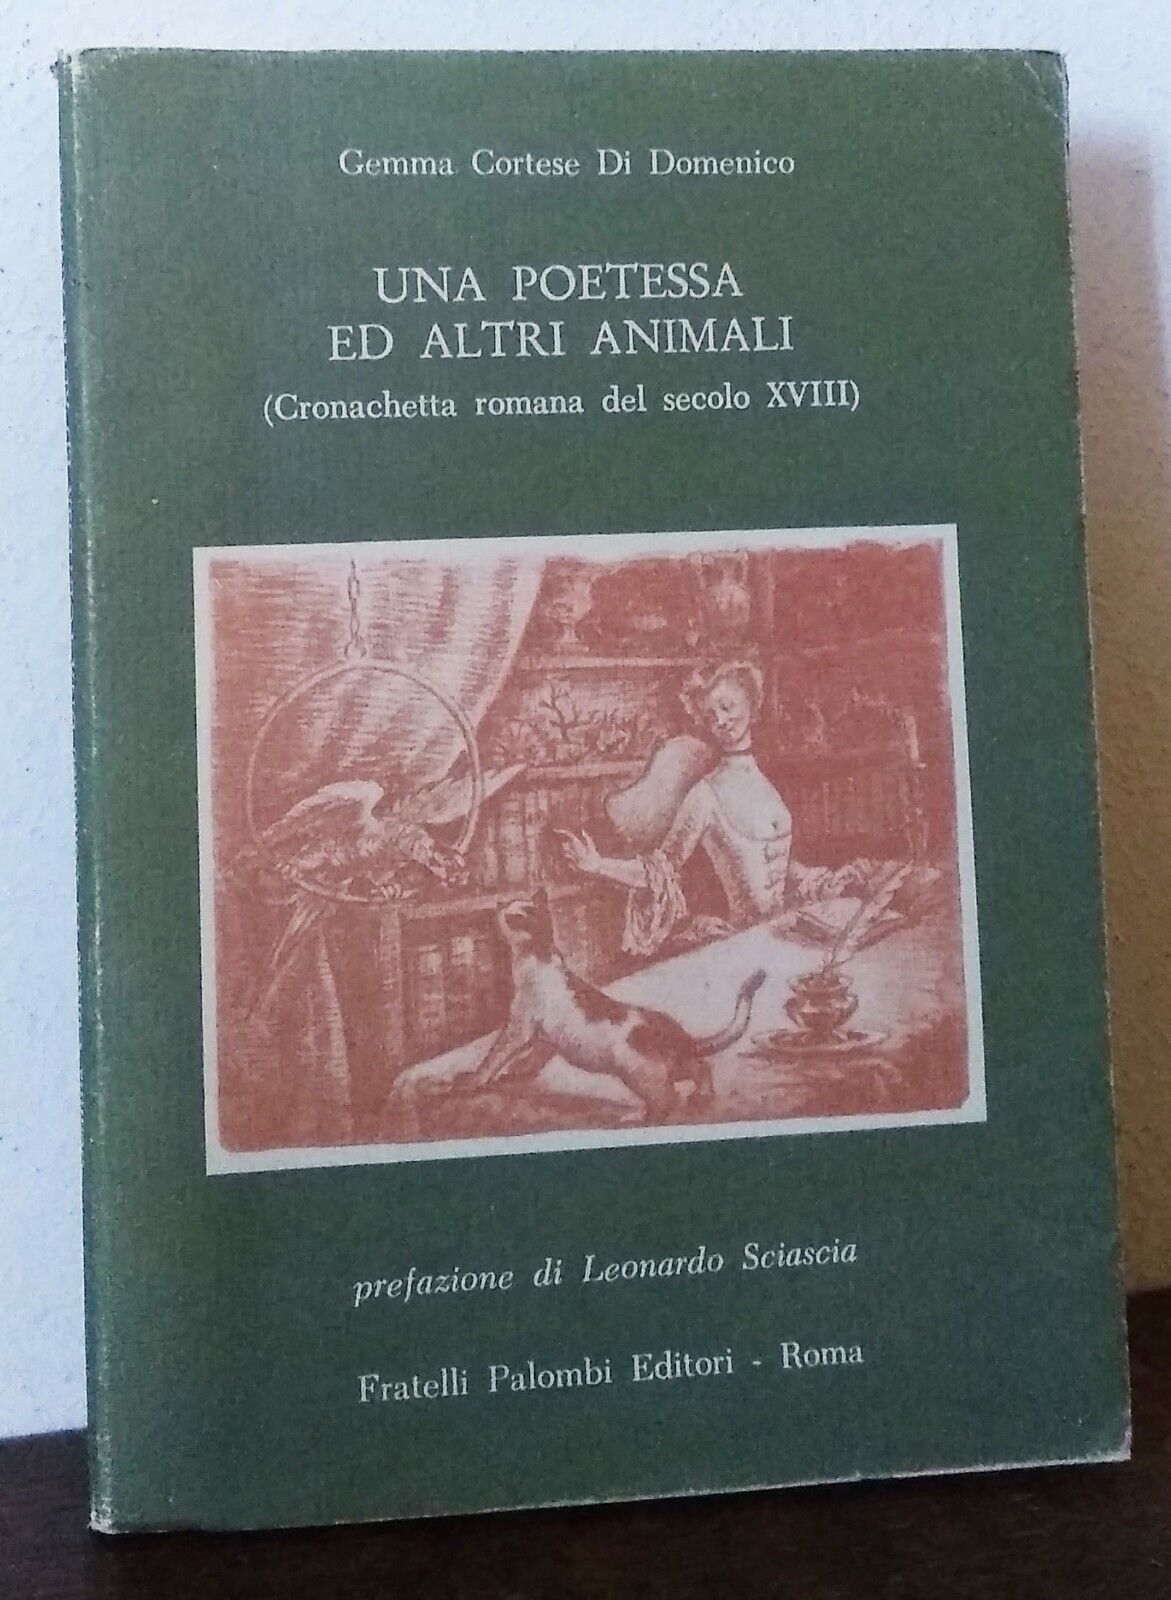 Gemma Cortese Di Domenico
UNA POETESSA
ED ALTRI ANIMALI
(Cronachetta romana del secolo XVIII)
prefazione di Leonardo Sciascia
Fratelli Palombi Editori - Roma